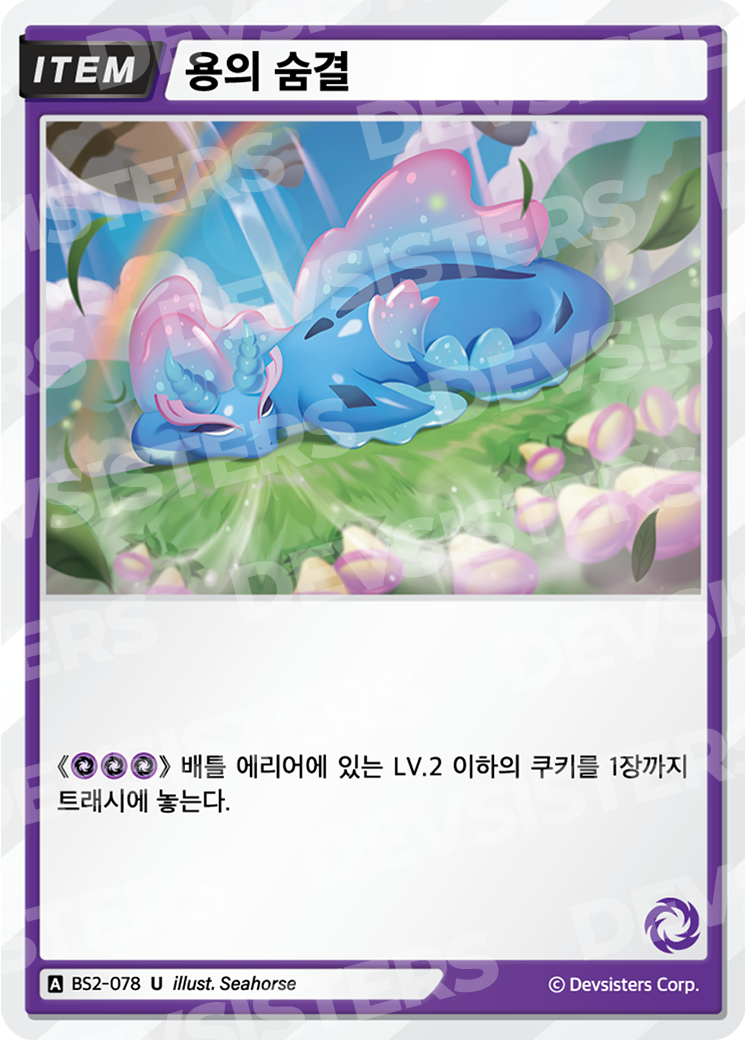 ITEM 용의 숨결
《》 배틀 에리어에 있는 LV.2 이하의 쿠키를 1장까지
트래시에 놓는다.
A BS2-078 U illust. Seahorse
© Devsisters Corp.
DEVSISTERS